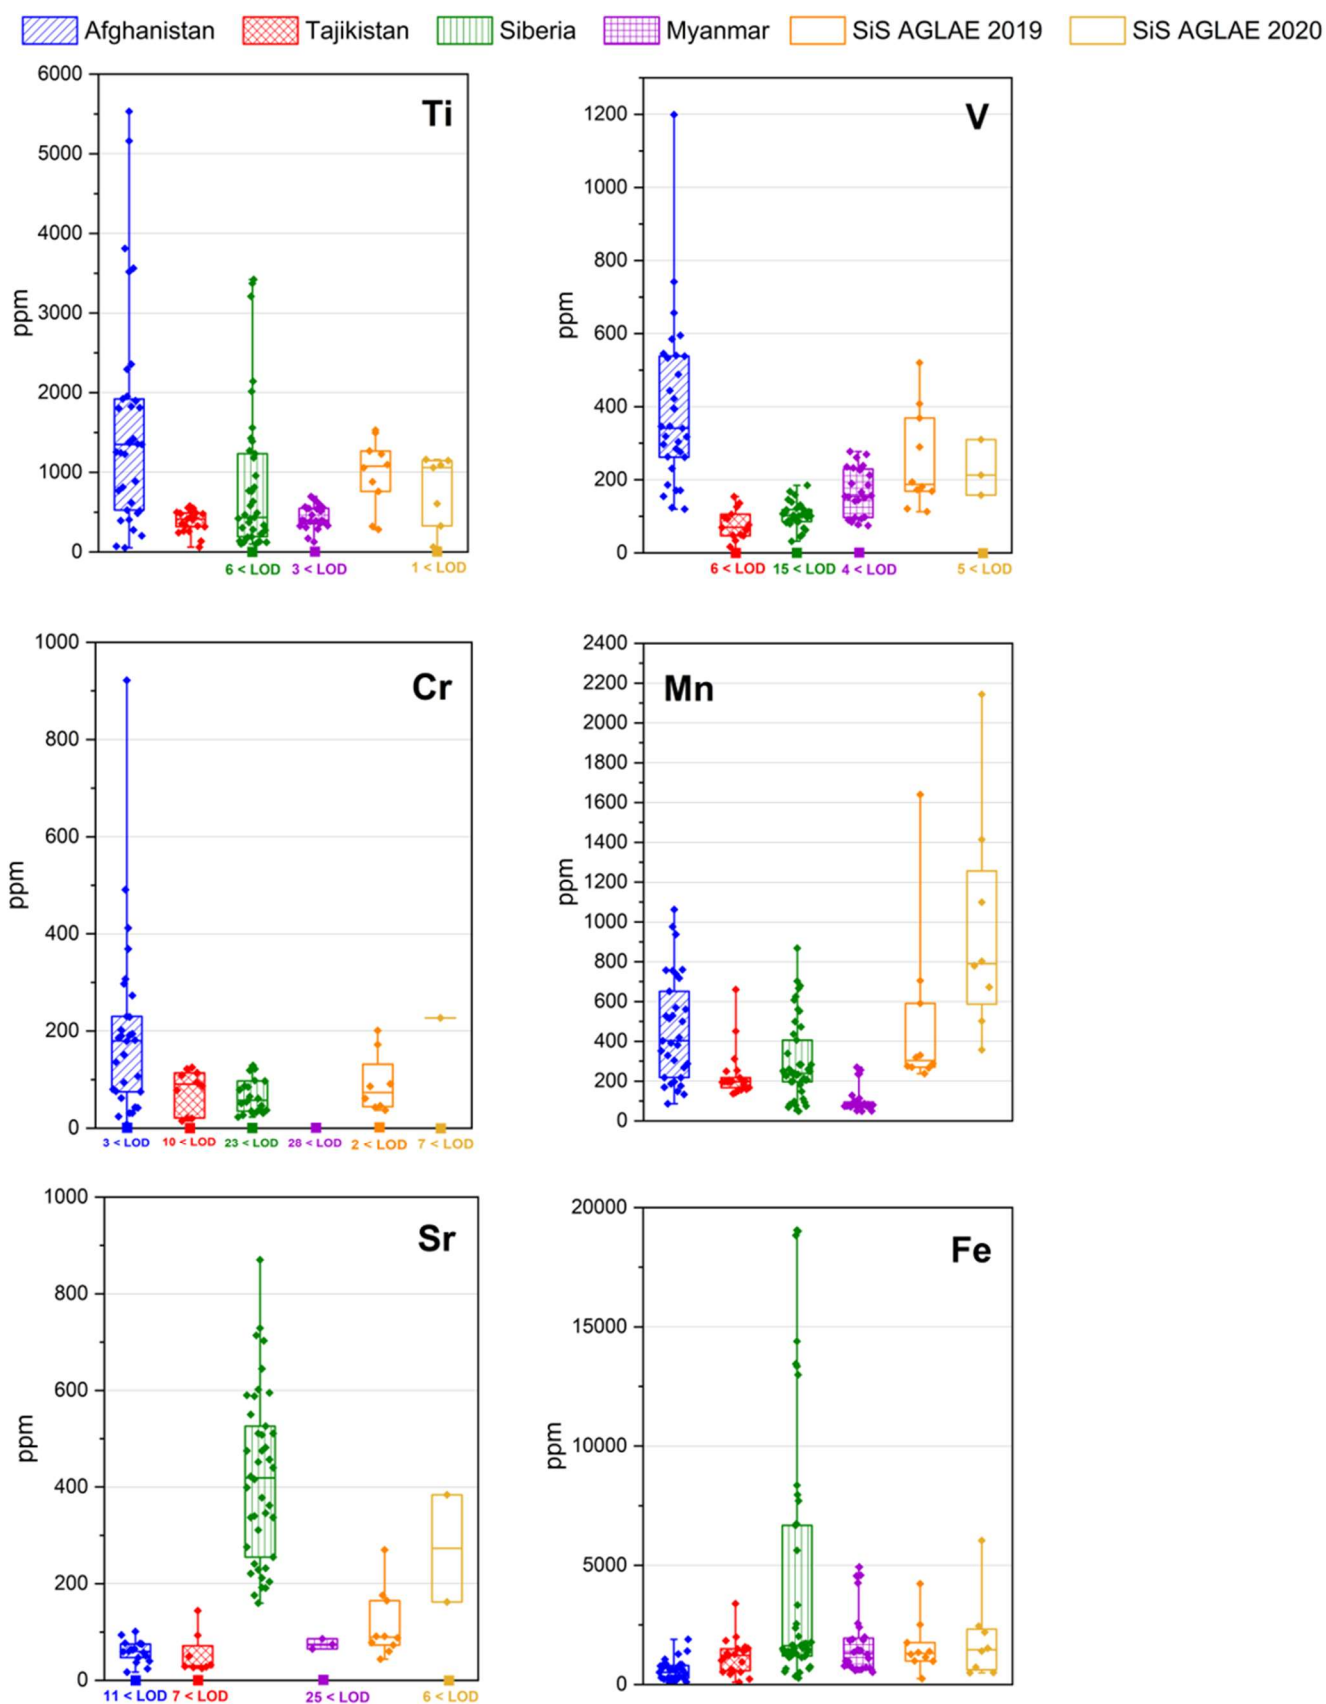 Afghanistan Tajikistan Siberia Myanmar SiS AGLAE 2019 SiS AGLAE 2020
6000
5000
4000
3000
2000
1000
0
ppm
Ti
6 < LOD 3 < LOD 1 < LOD
1200
1000
800
600
400
200
0
ppm
V
6 < LOD 15 < LOD 4 < LOD 5 < LOD
1000
800
600
400
200
0
ppm
Cr
3 < LOD 10 < LOD 23 < LOD 28 < LOD 2 < LOD 7 < LOD
2400
2200
2000
1800
1600
1400
1200
1000
800
600
400
200
0
ppm
Mn
1000
800
600
400
200
0
ppm
Sr
11 < LOD 7 < LOD 25 < LOD 6 < LOD
20000
15000
10000
5000
0
ppm
Fe